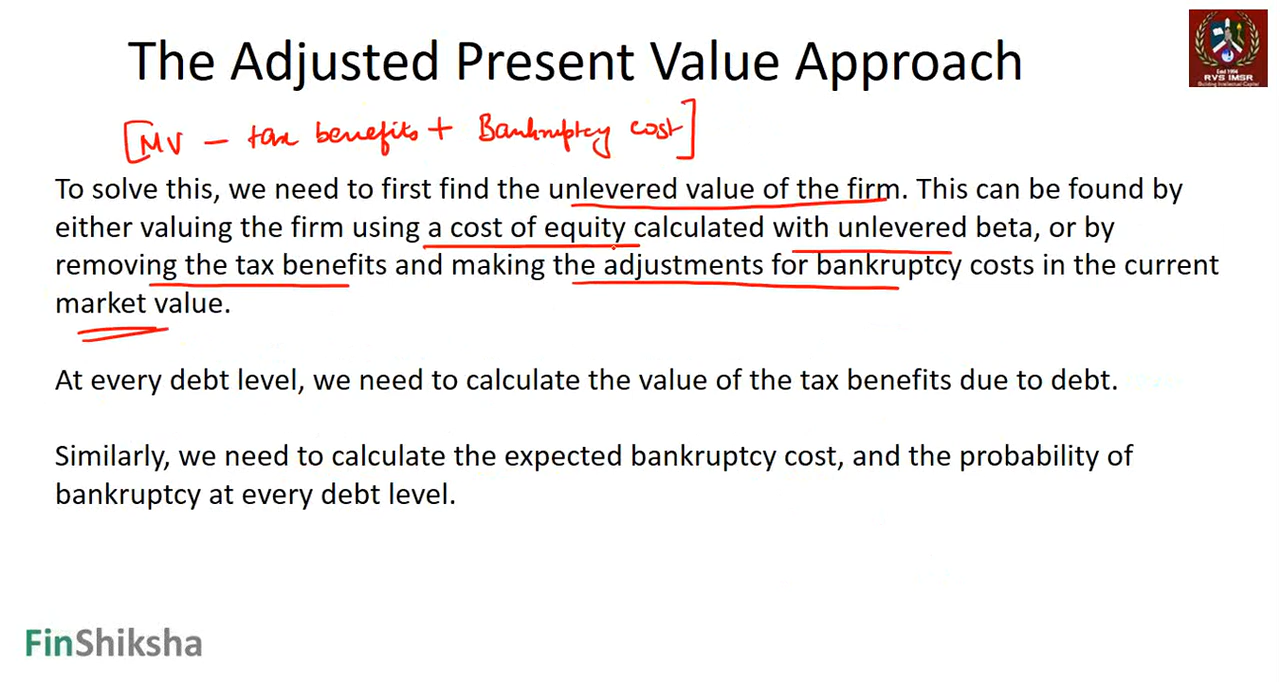 The Adjusted Present Value Approach
Estd 1994
RVS IMSR
Building Intellectual Capital
[MV - tax benefits + Bankruptcy cost]
To solve this, we need to first find the unlevered value of the firm. This can be found by
either valuing the firm using a cost of equity calculated with unlevered beta, or by
removing the tax benefits and making the adjustments for bankruptcy costs in the current
market value.
At every debt level, we need to calculate the value of the tax benefits due to debt.
Similarly, we need to calculate the expected bankruptcy cost, and the probability of
bankruptcy at every debt level.
FinShiksha